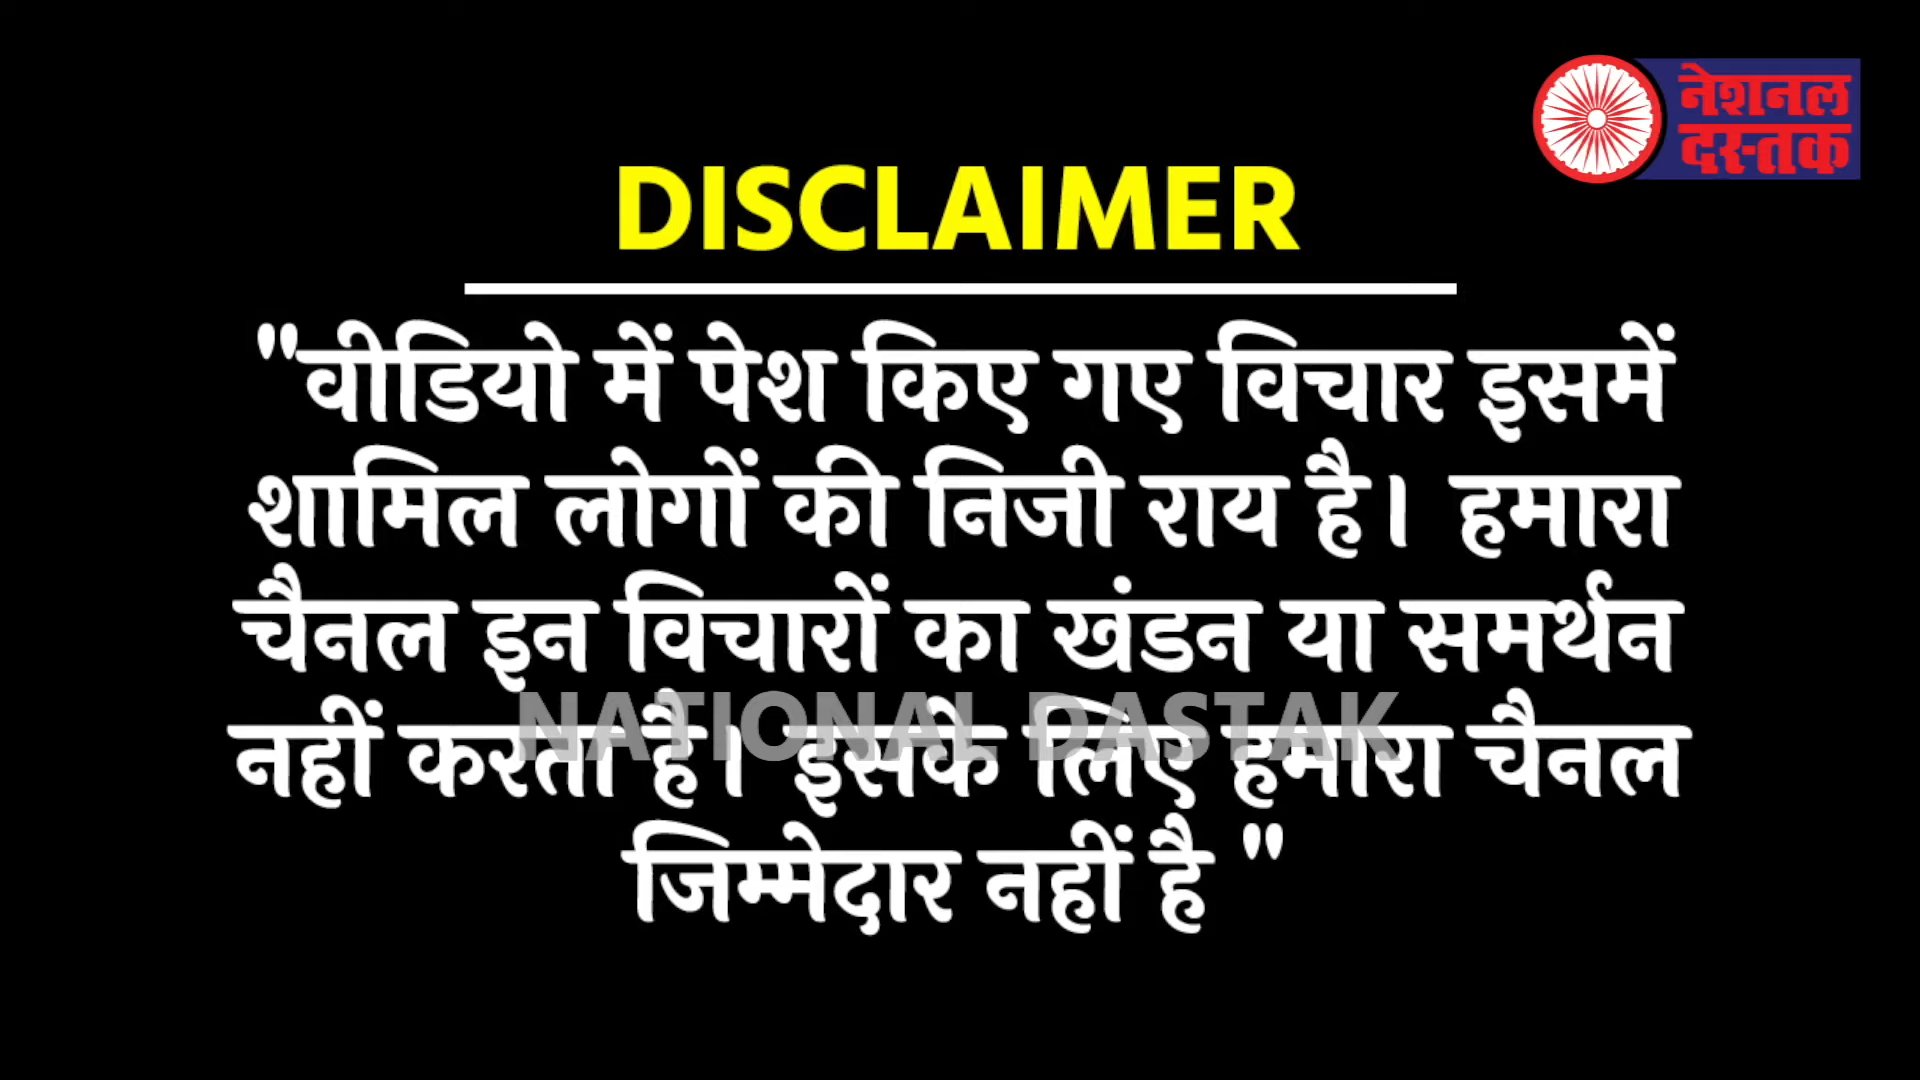 नेशनल
दस्तक
DISCLAIMER
"वीडियो में पेश किए गए विचार इसमें
शामिल लोगों की निजी राय है। हमारा
चैनल इन विचारों का खंडन या समर्थन
नहीं करता है। इसके लिए हमारा चैनल
NATIONAL DASTAK
जिम्मेदार नहीं है "